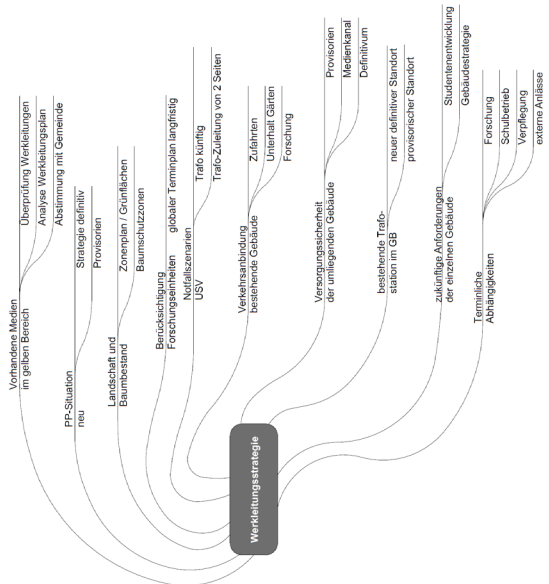 Vorhandene Medien
im gelben Bereich
Überprüfung Werkleitungen
Analyse Werkleitungsplan
Abstimmung mit Gemeinde
PP-Situation
neu
Strategie definitiv
Provisorien
Landschaft und
Baumbestand
Zonenplan / Grünflächen
Baumschutzzonen
Berücksichtigung
Forschungseinheiten
globaler Terminplan langfristig
Notfallszenarien
USV
Trafo künftig
Trafo-Zuleitung von 2 Seiten
Verkehrsanbindung
bestehende Gebäude
Zufahrten
Unterhalt Gärten
Forschung
Versorgungssicherheit
der umliegenden Gebäude
Provisorien
Medienkanal
Definitivum
bestehende Trafo-
station im GB
neuer definitiver Standort
provisorischer Standort
zukünftige Anforderungen
der einzelnen Gebäude
Studentenentwicklung
Gebäudestrategie
Terminliche
Abhängigkeiten
Forschung
Schulbetrieb
Verpflegung
externe Anlässe
Werkleitungsstrategie